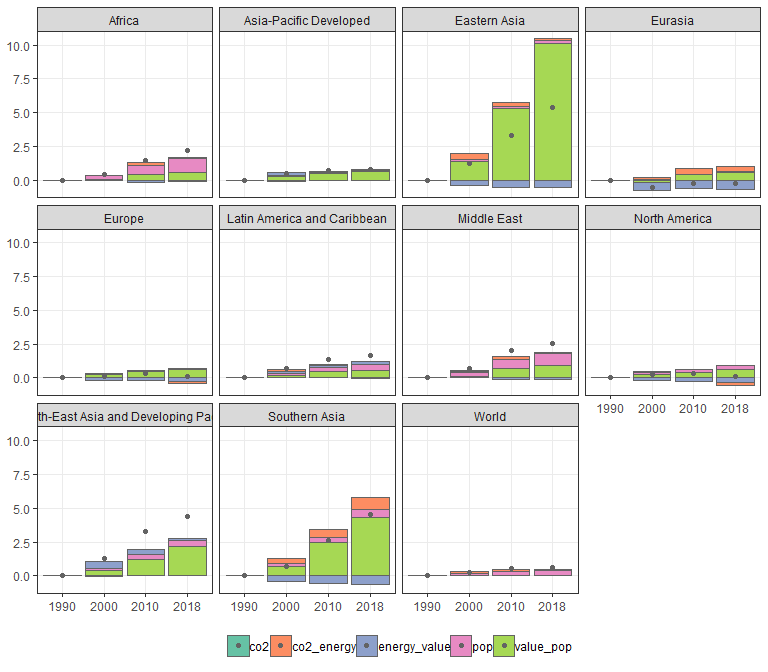 Africa
Asia-Pacific Developed
Eastern Asia
Eurasia
10.0
7.5
5.0
2.5
0.0
Europe
Latin America and Caribbean
Middle East
North America
10.0
7.5
5.0
2.5
0.0
1990 2000 2010 2018
th-East Asia and Developing Pa
Southern Asia
World
10.0
7.5
5.0
2.5
0.0
1990 2000 2010 2018
1990 2000 2010 2018
1990 2000 2010 2018
co2 co2_energy energy_value pop value_pop